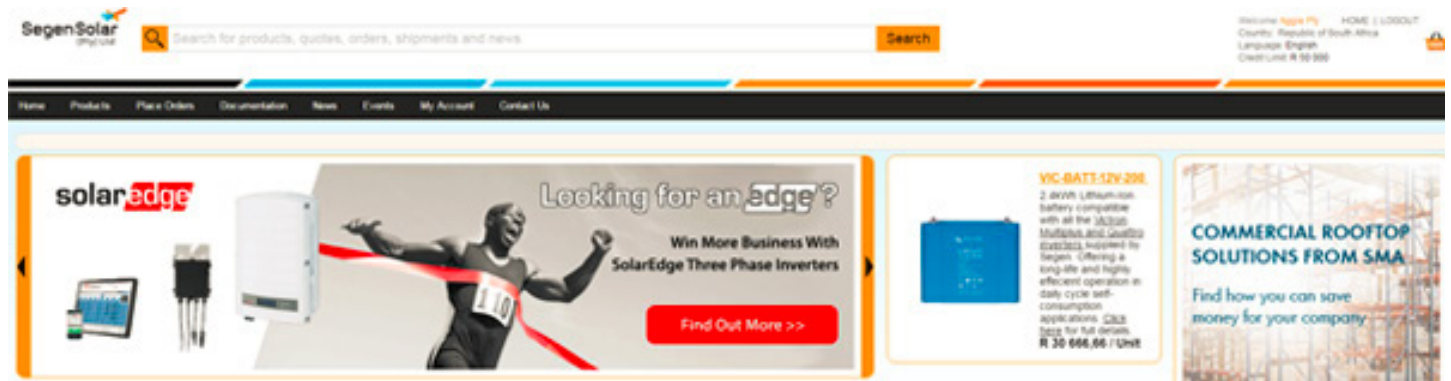 SegenSolar
(Pty) Ltd
Search for products, quotes, orders, shipments and news
Search
Welcome HOME | LOGOUT
Country: Republic of South Africa
Language: English
Credit Limit: R 50 000
Home Products Place Orders Documentation News Events My Account Contact Us
solaredge
Looking for an edge?
Win More Business With
SolarEdge Three Phase Inverters
110
Find Out More >>
VIC-BATT-12V-200
2.4kWh Lithium-Ion
battery compatible
with all the Victron
Multiplus and Quattro
inverters supplied by
Segen. Offering a
long-life and highly
effecient operation in
daily cycle self-
consumption
applications. Click
here for full details.
R 30 666,66 / Unit
COMMERCIAL ROOFTOP
SOLUTIONS FROM SMA
Find how you can save
money for your company